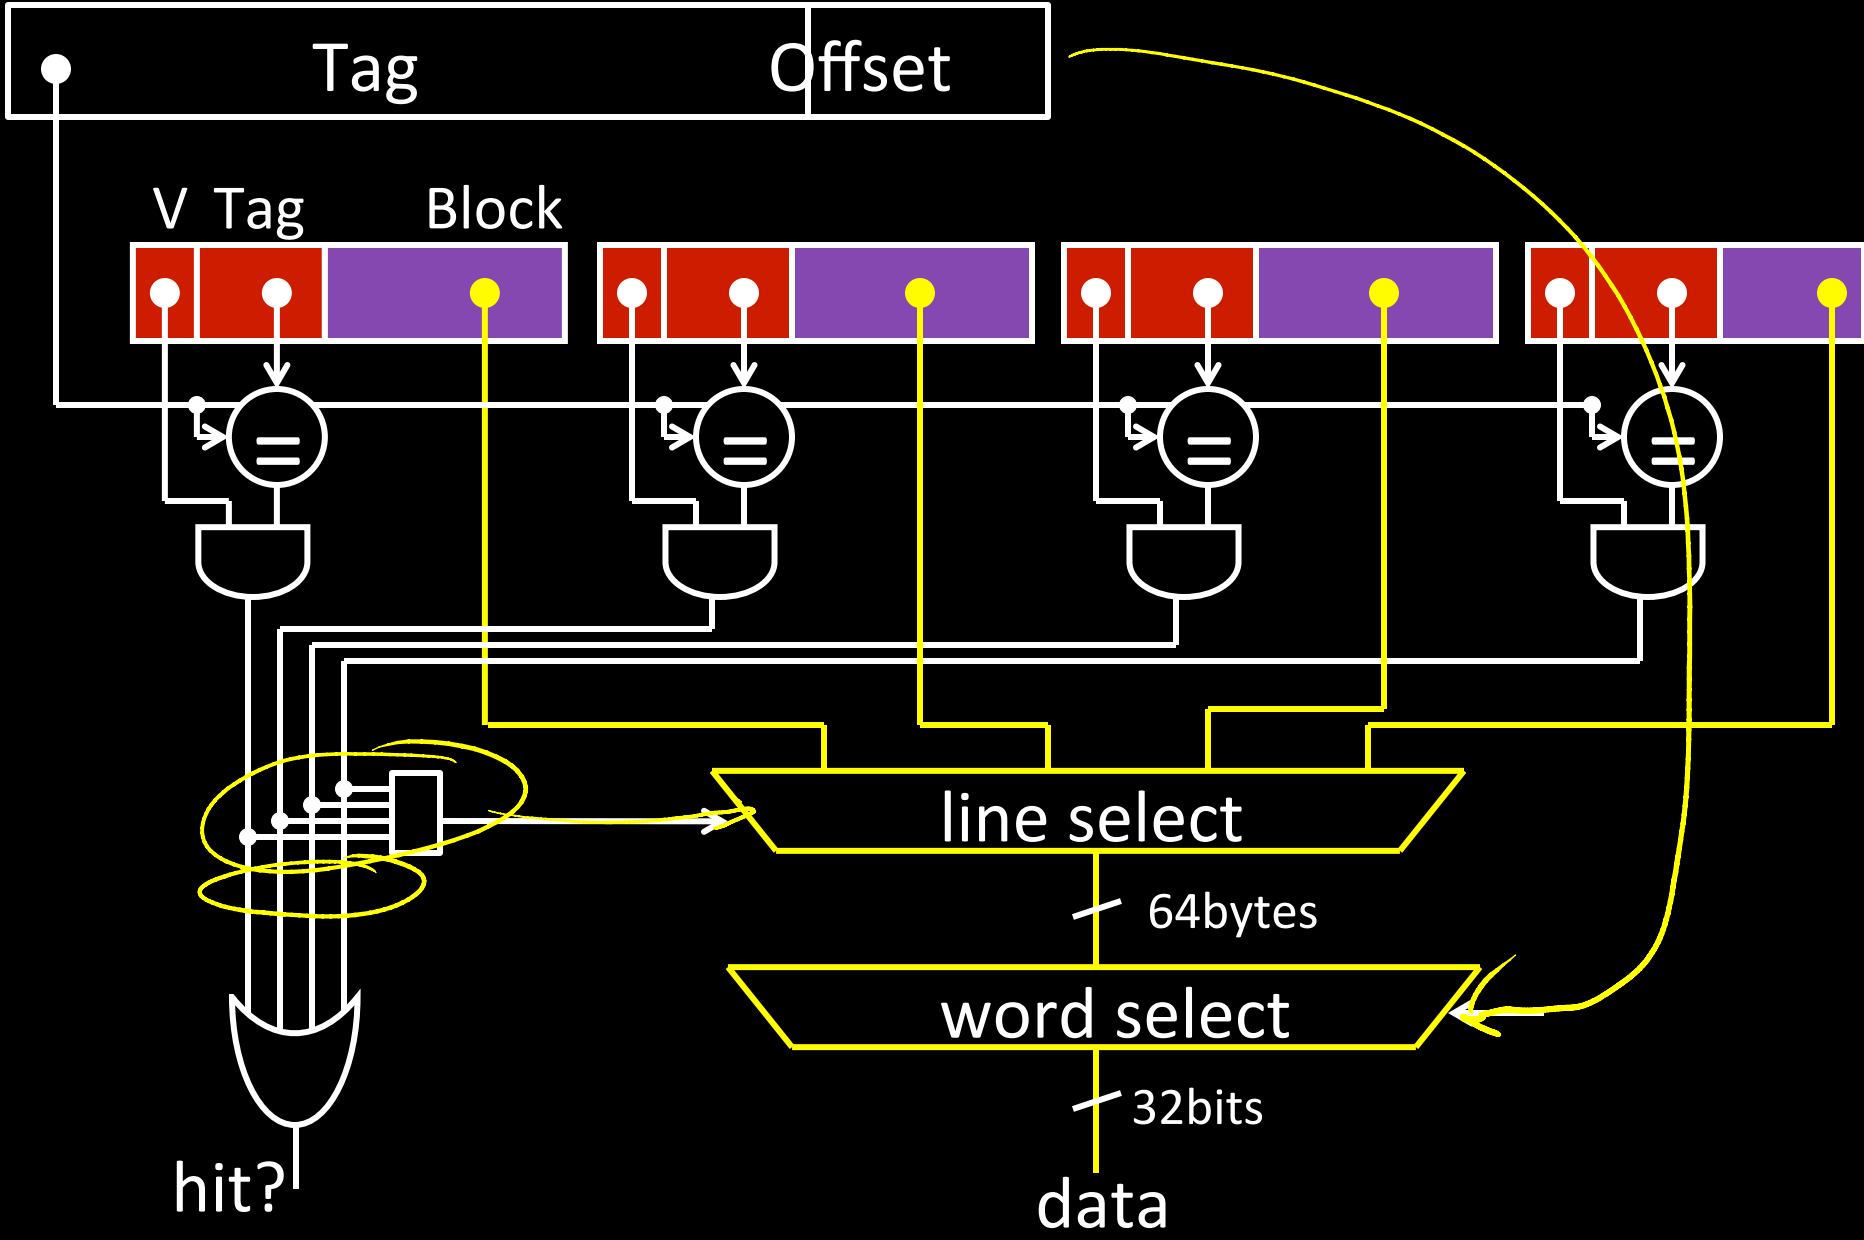 Tag Offset
V Tag Block
=
=
=
=
line select
64bytes
word select
32bits
hit?
data